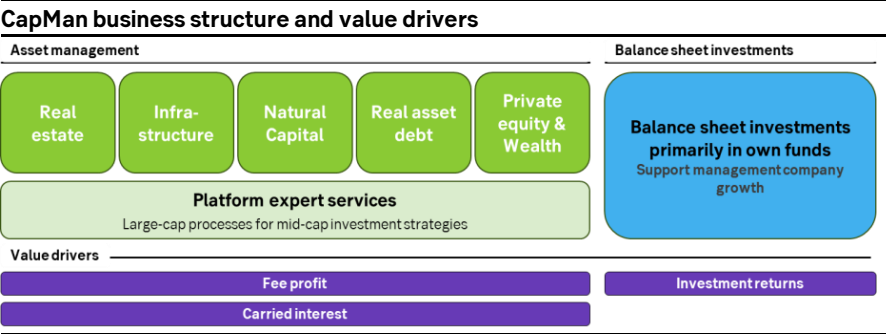 CapMan business structure and value drivers
Asset management
Balance sheet investments
Real
estate
Infra-
structure
Natural
Capital
Real asset
debt
Private
equity &
Wealth
Balance sheet investments
primarily in own funds
Support management company
growth
Platform expert services
Large-cap processes for mid-cap investment strategies
Value drivers
Fee profit
Investment returns
Carried interest